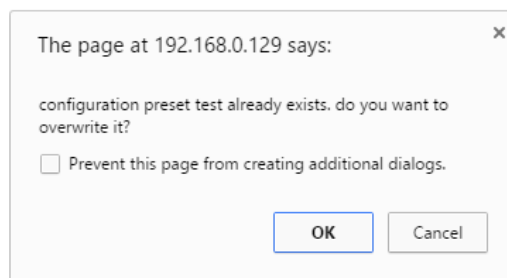 The page at 192.168.0.129 says:
configuration preset test already exists. do you want to
overwrite it?
Prevent this page from creating additional dialogs.
OK
Cancel